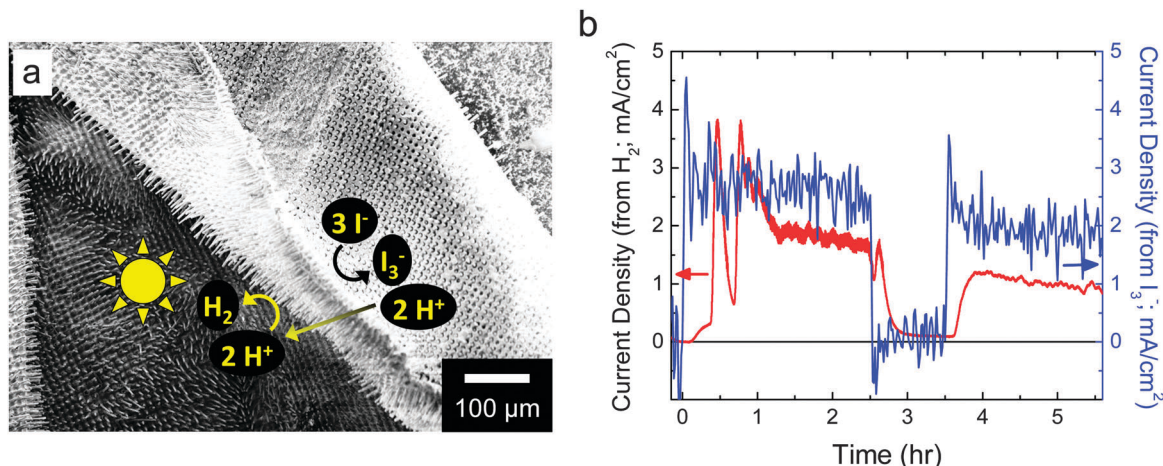 a
3 I⁻
I₃⁻
2 H⁺
H₂
2 H⁺
100 µm
b
Current Density (from H₂; mA/cm²)
5
4
3
2
1
0
0 1 2 3 4 5
Time (hr)
5
4
3
2
1
0
Current Density (from I₃⁻; mA/cm²)